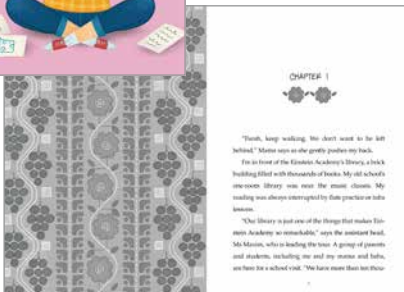 CHAPTER 1
"Parish, keep walking. We don't want to be left
behind," Mama says as she gently pushes my back.
I'm in front of the Einstein Academy's library, a brick
building filled with thousands of books. My old school's
one-room library was near the music classes. My
reading was always interrupted by flute practice or tabla
lessons.
"Our library is just one of the things that makes Ein-
stein Academy so remarkable," says the assistant head,
Ms Maxim, who is leading the tour. A group of parents
and students, including me and my mama and baba,
are here for a school visit. "We have more than ten thou-